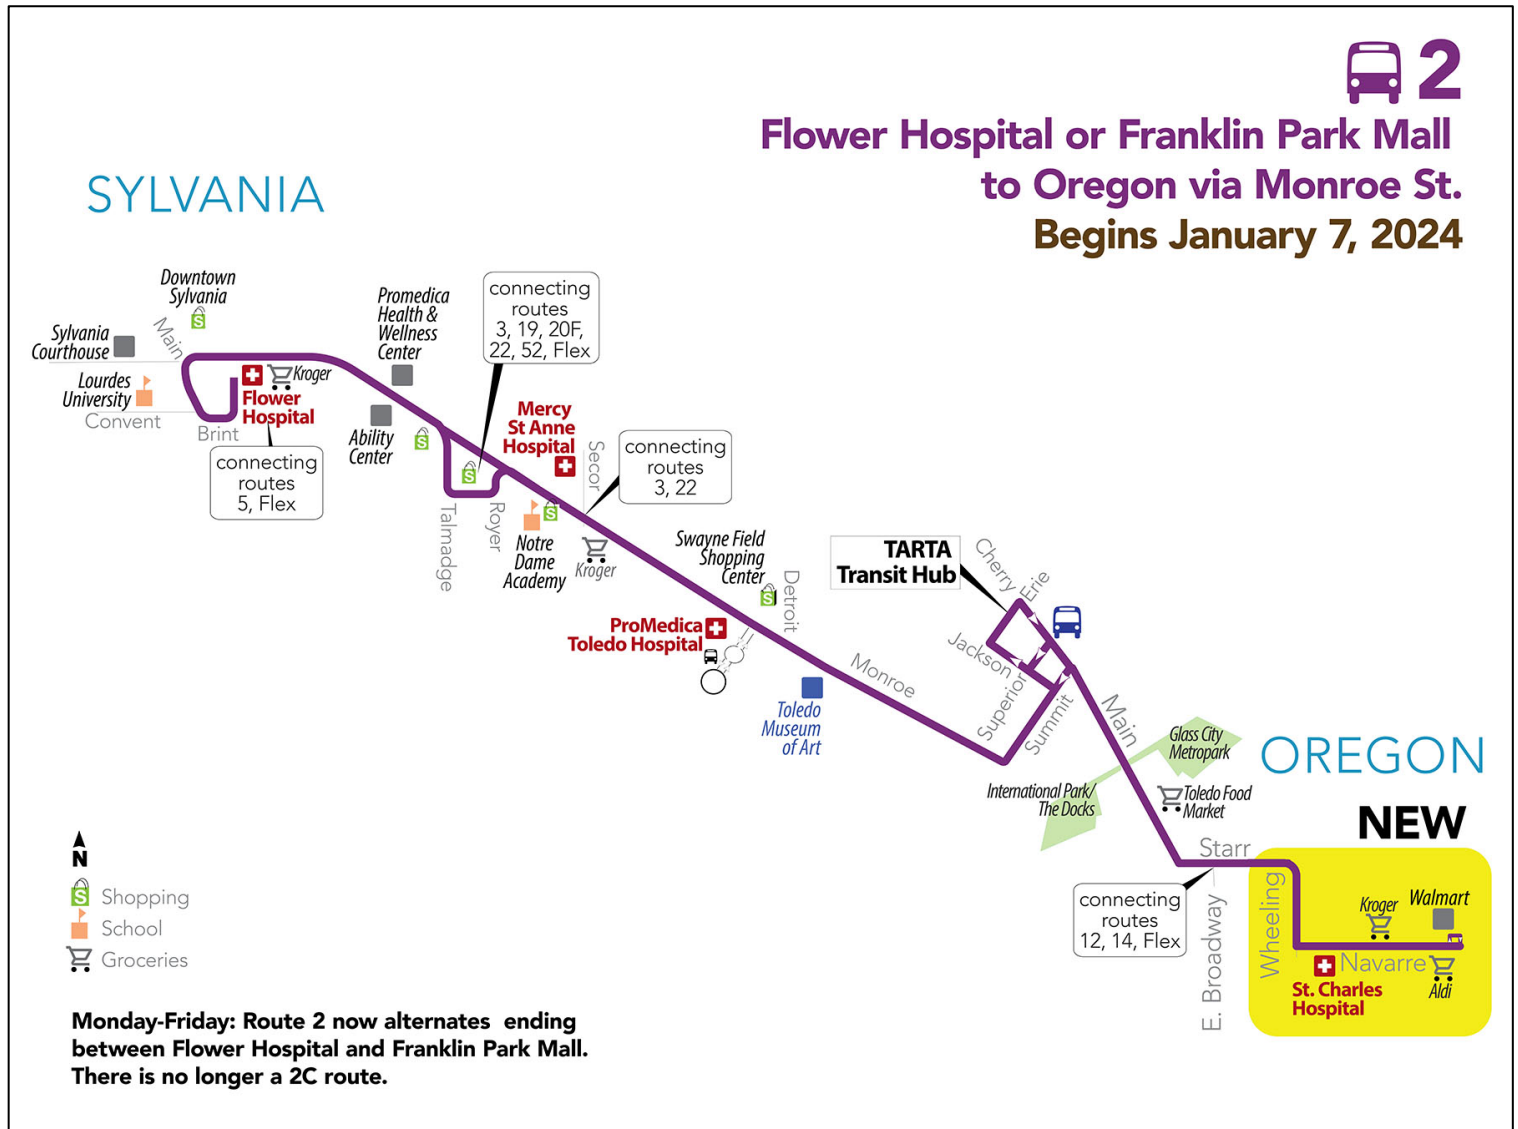 2
Flower Hospital or Franklin Park Mall
to Oregon via Monroe St.
Begins January 7, 2024
SYLVANIA
Downtown
Sylvania
Main
Sylvania
Courthouse
Lourdes
University
Convent
Brint
Kroger
Flower
Hospital
connecting
routes
5, Flex
Promedica
Health &
Wellness
Center
Ability
Center
connecting
routes
3, 19, 20F,
22, 52, Flex
Mercy
St Anne
Hospital
Secor
connecting
routes
3, 22
Talmadge
Royer
Notre
Dame
Academy
Kroger
Swayne Field
Shopping
Center
Detroit
ProMedica
Toledo Hospital
Toledo
Museum
of Art
Monroe
TARTA
Transit Hub
Cherry
Erie
Jackson
Superior
Summit
Main
Glass City
Metropark
International Park/
The Docks
Toledo Food
Market
OREGON
NEW
Starr
connecting
routes
12, 14, Flex
E. Broadway
Wheeling
Kroger
Walmart
Navarre
Aldi
St. Charles
Hospital
N
S Shopping
School
Groceries
Monday-Friday: Route 2 now alternates ending
between Flower Hospital and Franklin Park Mall.
There is no longer a 2C route.